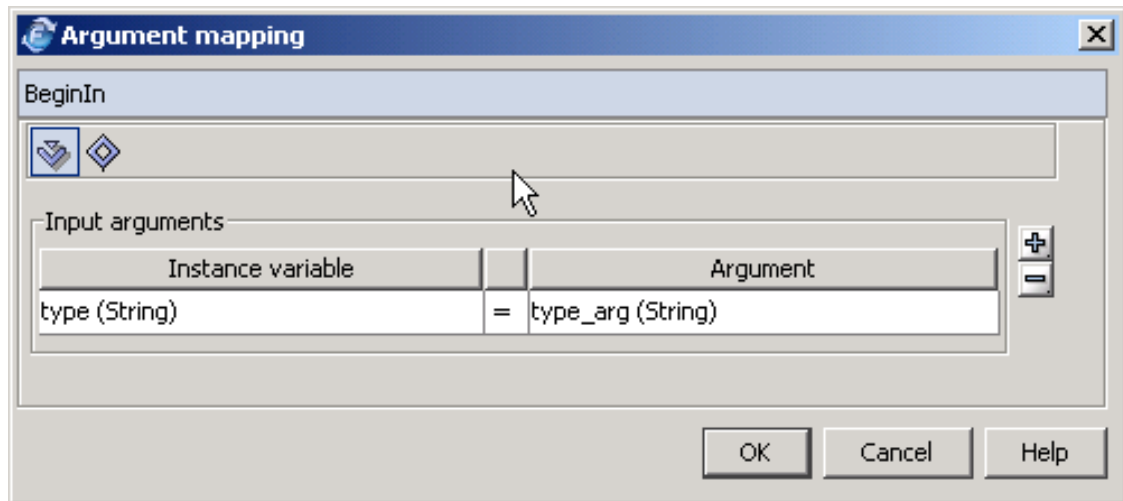 Argument mapping
BeginIn
Input arguments
Instance variable Argument
type (String) = type_arg (String)
OK Cancel Help